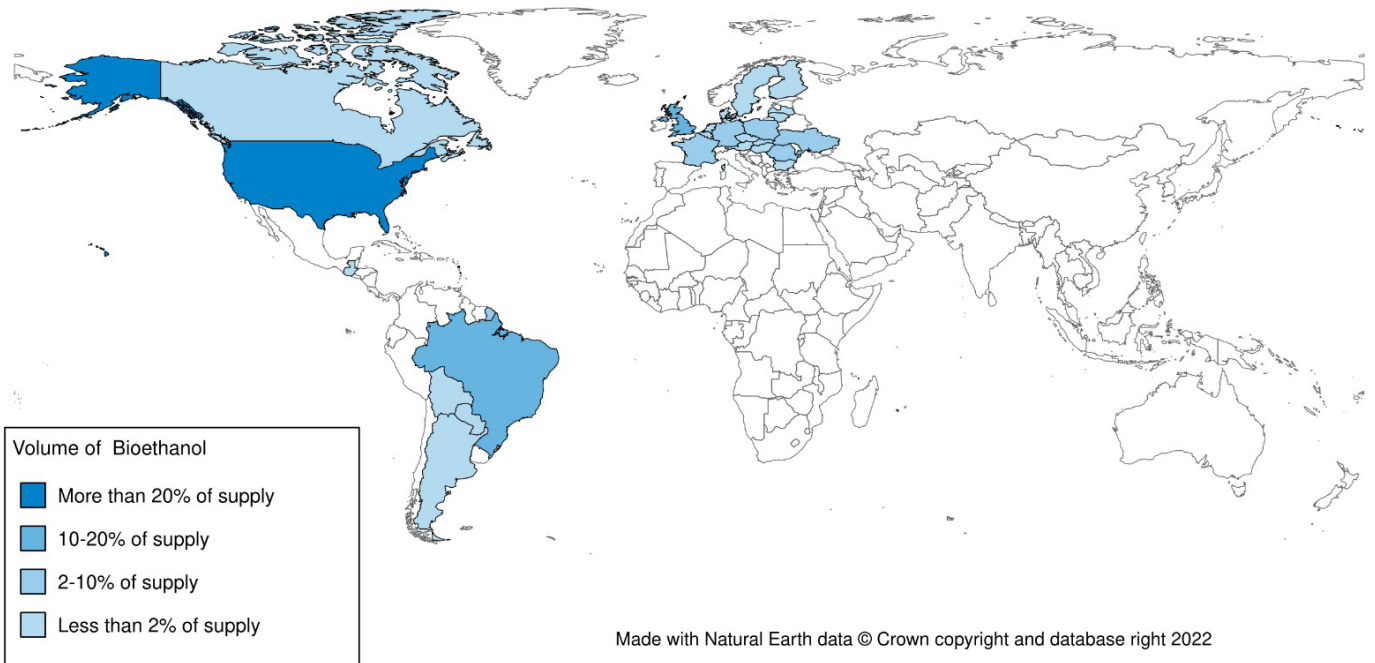 Volume of  Bioethanol
More than 20% of supply
10-20% of supply
2-10% of supply
Less than 2% of supply
Made with Natural Earth data © Crown copyright and database right 2022